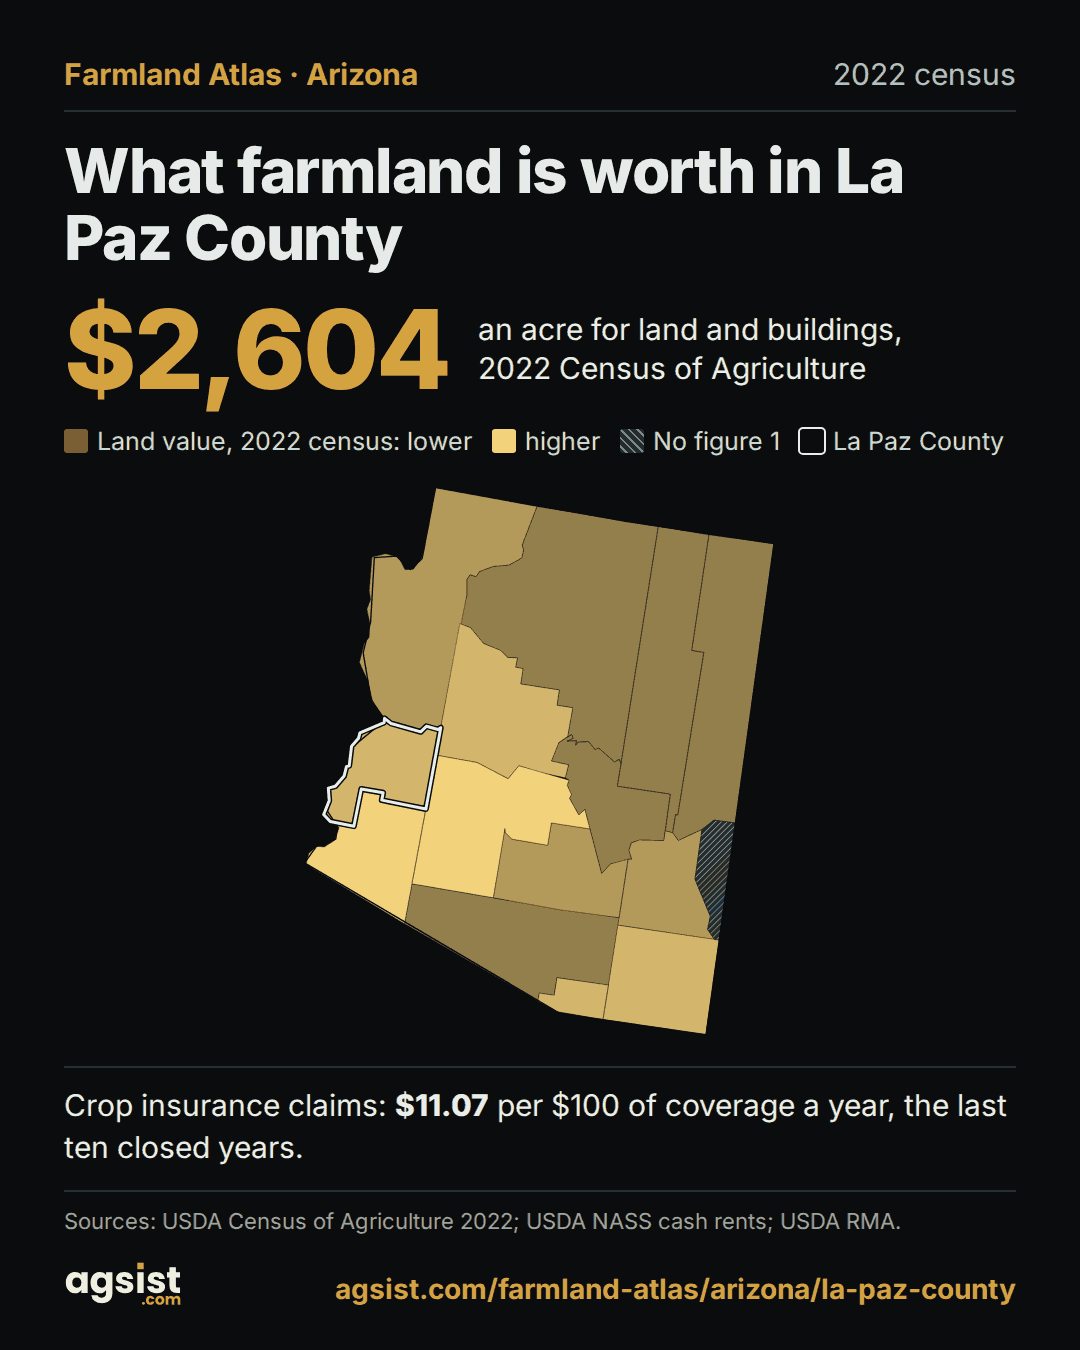 Farmland Atlas · Arizona
2022 census
What farmland is worth in La
Paz County
$2,604
an acre for land and buildings,
2022 Census of Agriculture
Land value, 2022 census: lower
higher
No figure 1
La Paz County
Crop insurance claims: $11.07 per $100 of coverage a year, the last
ten closed years.
Sources: USDA Census of Agriculture 2022; USDA NASS cash rents; USDA RMA.
agsist
.com
agsist.com/farmland-atlas/arizona/la-paz-county